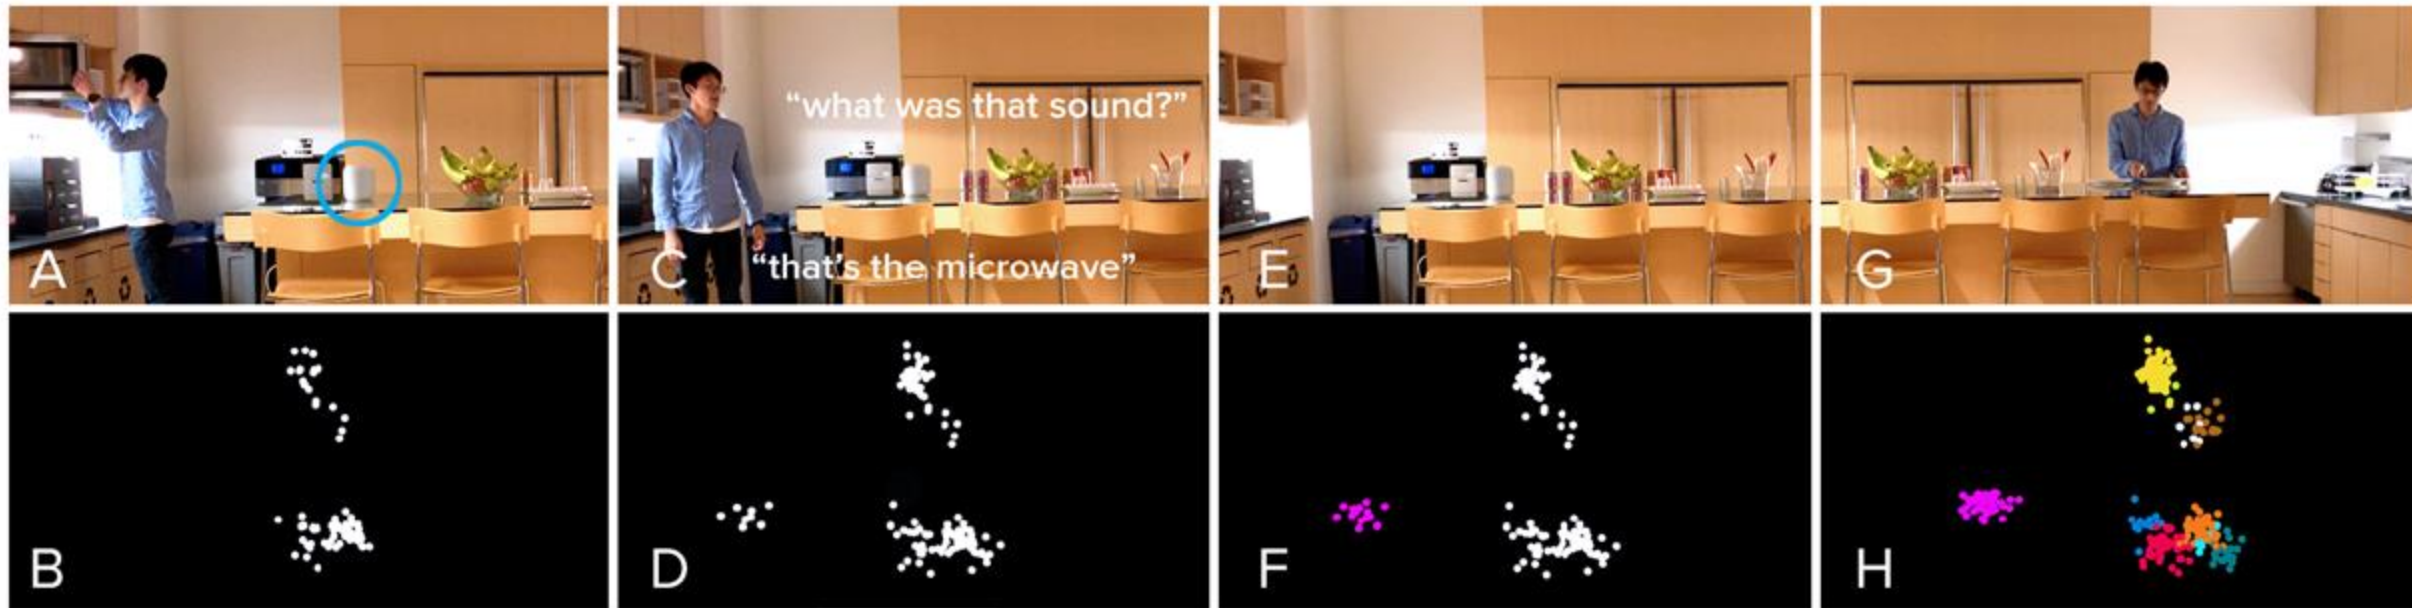 A
“what was that sound?”
C
“that’s the microwave”
E
G
B
D
F
H